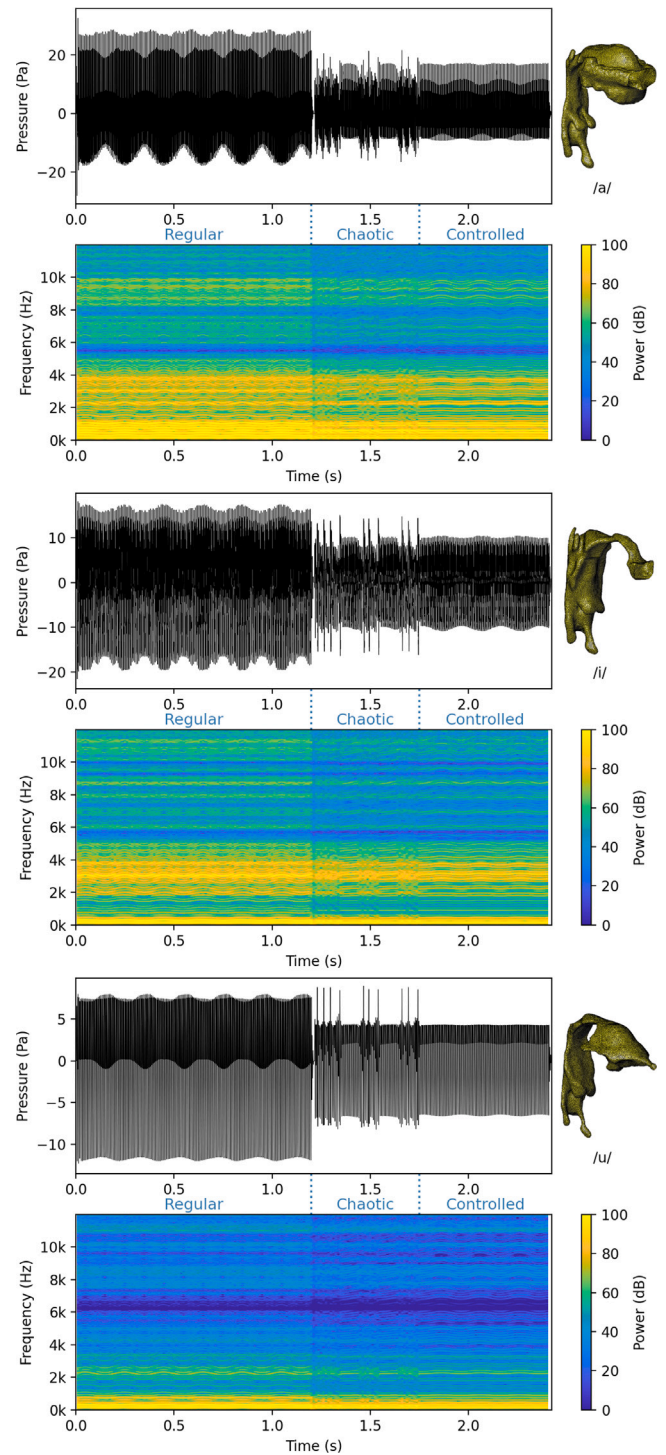 Pressure (Pa)
20
0
−20
0.0 0.5 1.0 1.5 2.0
/a/
Regular Chaotic Controlled
Frequency (Hz)
10k
8k
6k
4k
2k
0k
0.0 0.5 1.0 1.5 2.0
Time (s)
100
80
60
40
20
0
Power (dB)
Pressure (Pa)
10
0
−10
−20
0.0 0.5 1.0 1.5 2.0
/i/
Regular Chaotic Controlled
Frequency (Hz)
10k
8k
6k
4k
2k
0k
0.0 0.5 1.0 1.5 2.0
Time (s)
100
80
60
40
20
0
Power (dB)
Pressure (Pa)
5
0
−5
−10
0.0 0.5 1.0 1.5 2.0
/u/
Regular Chaotic Controlled
Frequency (Hz)
10k
8k
6k
4k
2k
0k
0.0 0.5 1.0 1.5 2.0
Time (s)
100
80
60
40
20
0
Power (dB)